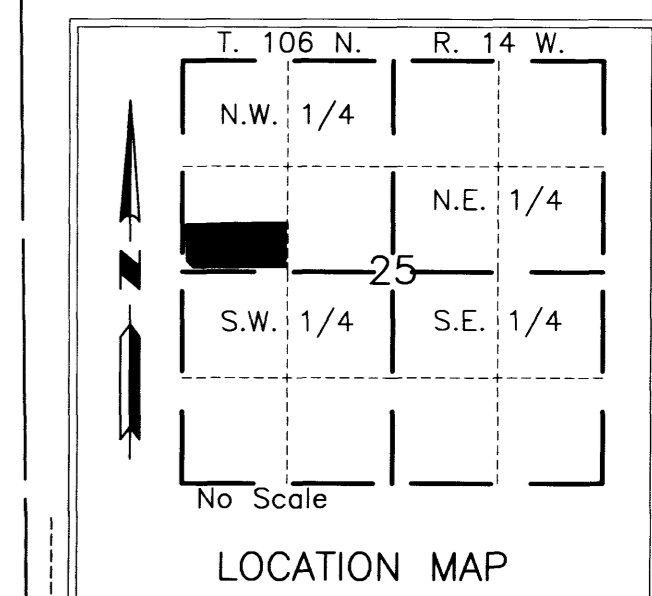 T. 106 N. R. 14 W.
N.W. 1/4
N.E. 1/4
N
25
S.W. 1/4 S.E. 1/4
No Scale
LOCATION MAP